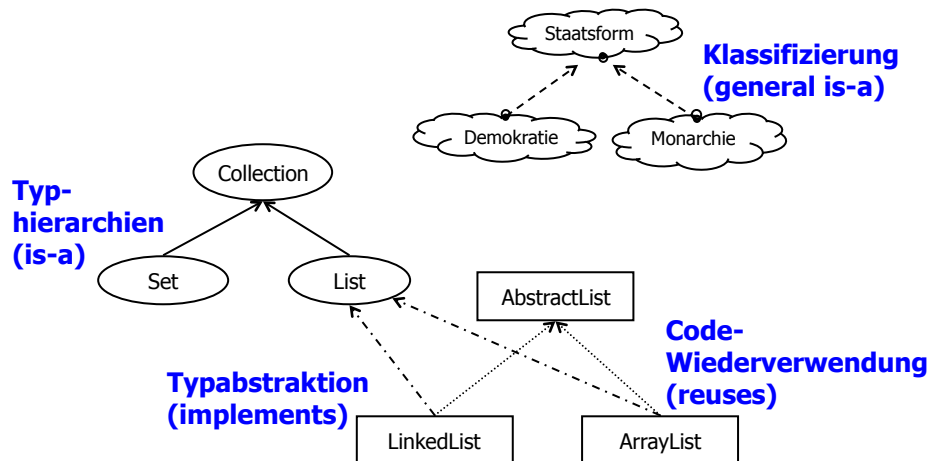 Staatsform
Klassifizierung
(general is-a)
Demokratie
Monarchie
Collection
Typ-
hierarchien
(is-a)
Set
List
AbstractList
Code-
Wiederverwendung
(reuses)
Typabstraktion
(implements)
LinkedList
ArrayList